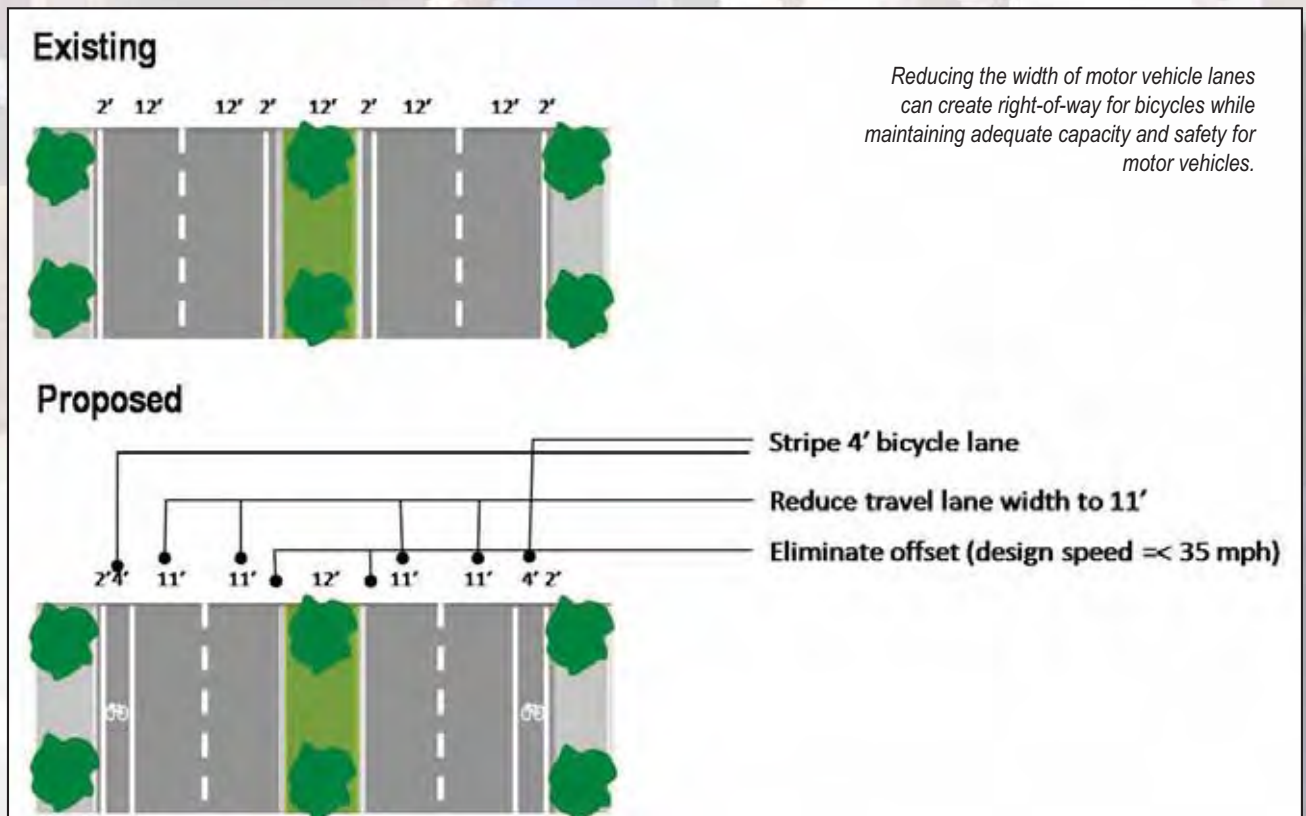 Existing
Reducing the width of motor vehicle lanes
can create right-of-way for bicycles while
maintaining adequate capacity and safety for
motor vehicles.
2' 12' 12' 2' 12' 2' 12' 12' 2'
Proposed
Stripe 4' bicycle lane
Reduce travel lane width to 11'
Eliminate offset (design speed =< 35 mph)
2' 4' 11' 11' 12' 11' 11' 4' 2'